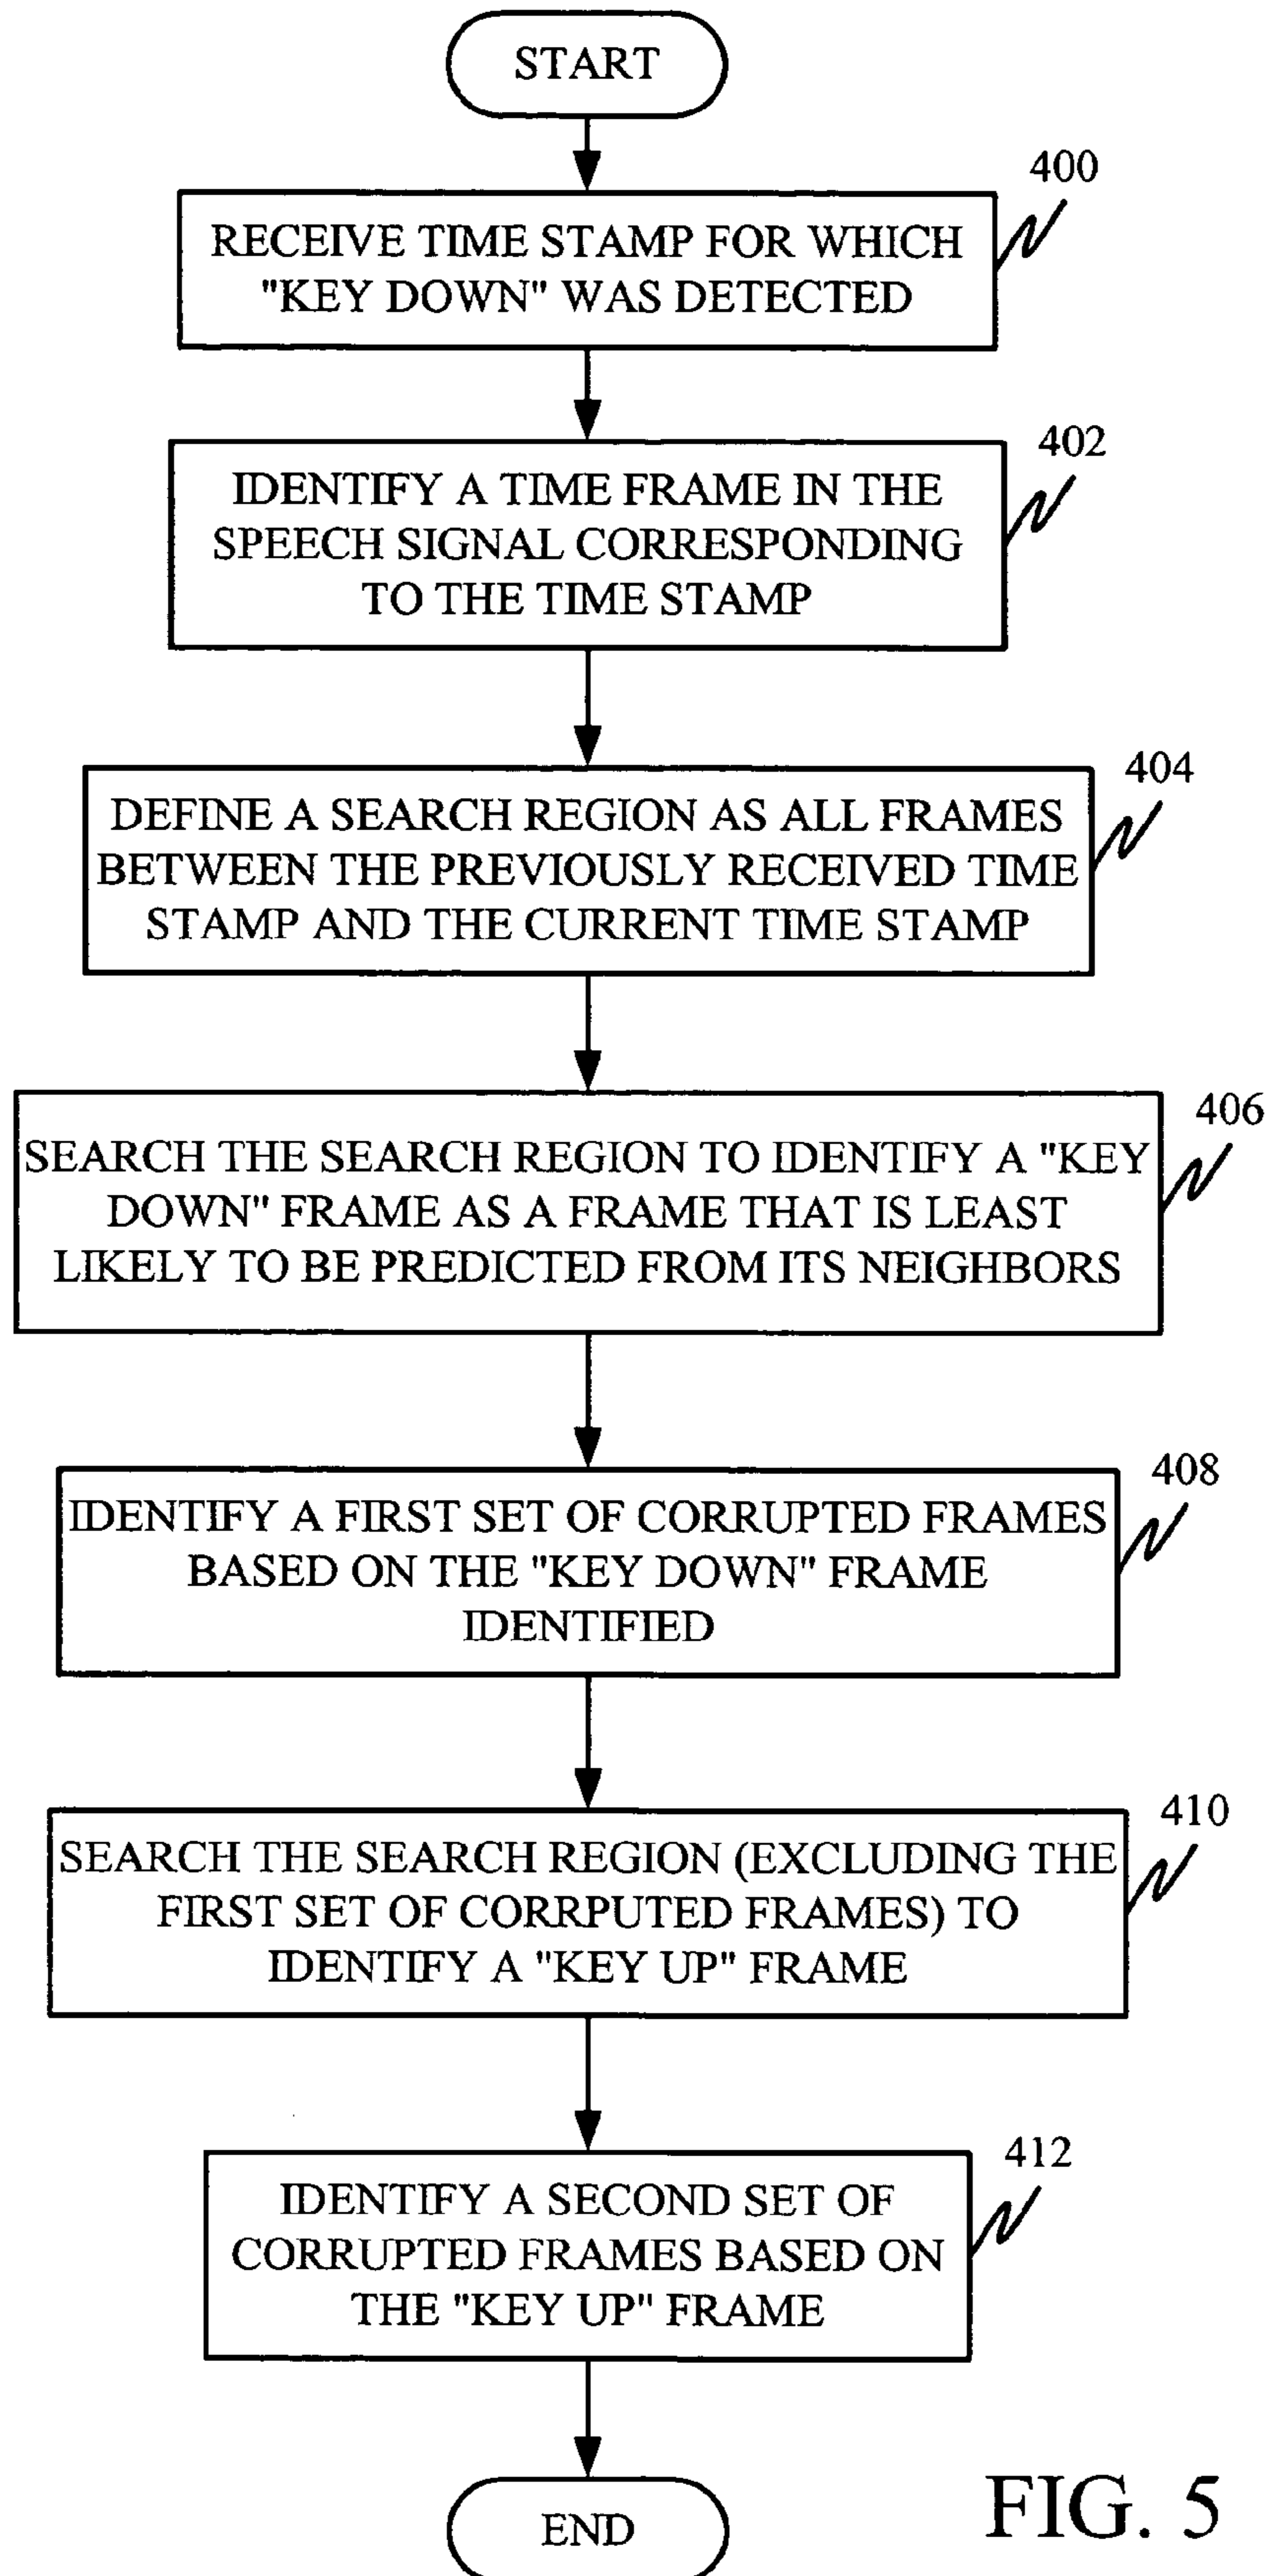 START
400
RECEIVE TIME STAMP FOR WHICH
"KEY DOWN" WAS DETECTED
402
IDENTIFY A TIME FRAME IN THE
SPEECH SIGNAL CORRESPONDING
TO THE TIME STAMP
404
DEFINE A SEARCH REGION AS ALL FRAMES
BETWEEN THE PREVIOUSLY RECEIVED TIME
STAMP AND THE CURRENT TIME STAMP
406
SEARCH THE SEARCH REGION TO IDENTIFY A "KEY
DOWN" FRAME AS A FRAME THAT IS LEAST
LIKELY TO BE PREDICTED FROM ITS NEIGHBORS
408
IDENTIFY A FIRST SET OF CORRUPTED FRAMES
BASED ON THE "KEY DOWN" FRAME
IDENTIFIED
410
SEARCH THE SEARCH REGION (EXCLUDING THE
FIRST SET OF CORRPUTED FRAMES) TO
IDENTIFY A "KEY UP" FRAME
412
IDENTIFY A SECOND SET OF
CORRUPTED FRAMES BASED ON
THE "KEY UP" FRAME
END
FIG. 5